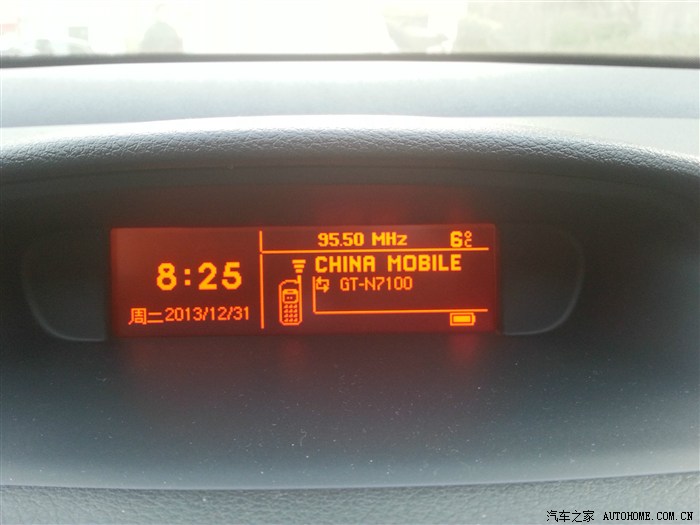 95.50 MHz 6°C
8:25
周二2013/12/31
CHINA MOBILE
GT-N7100
汽车之家 AUTOHOME.COM.CN